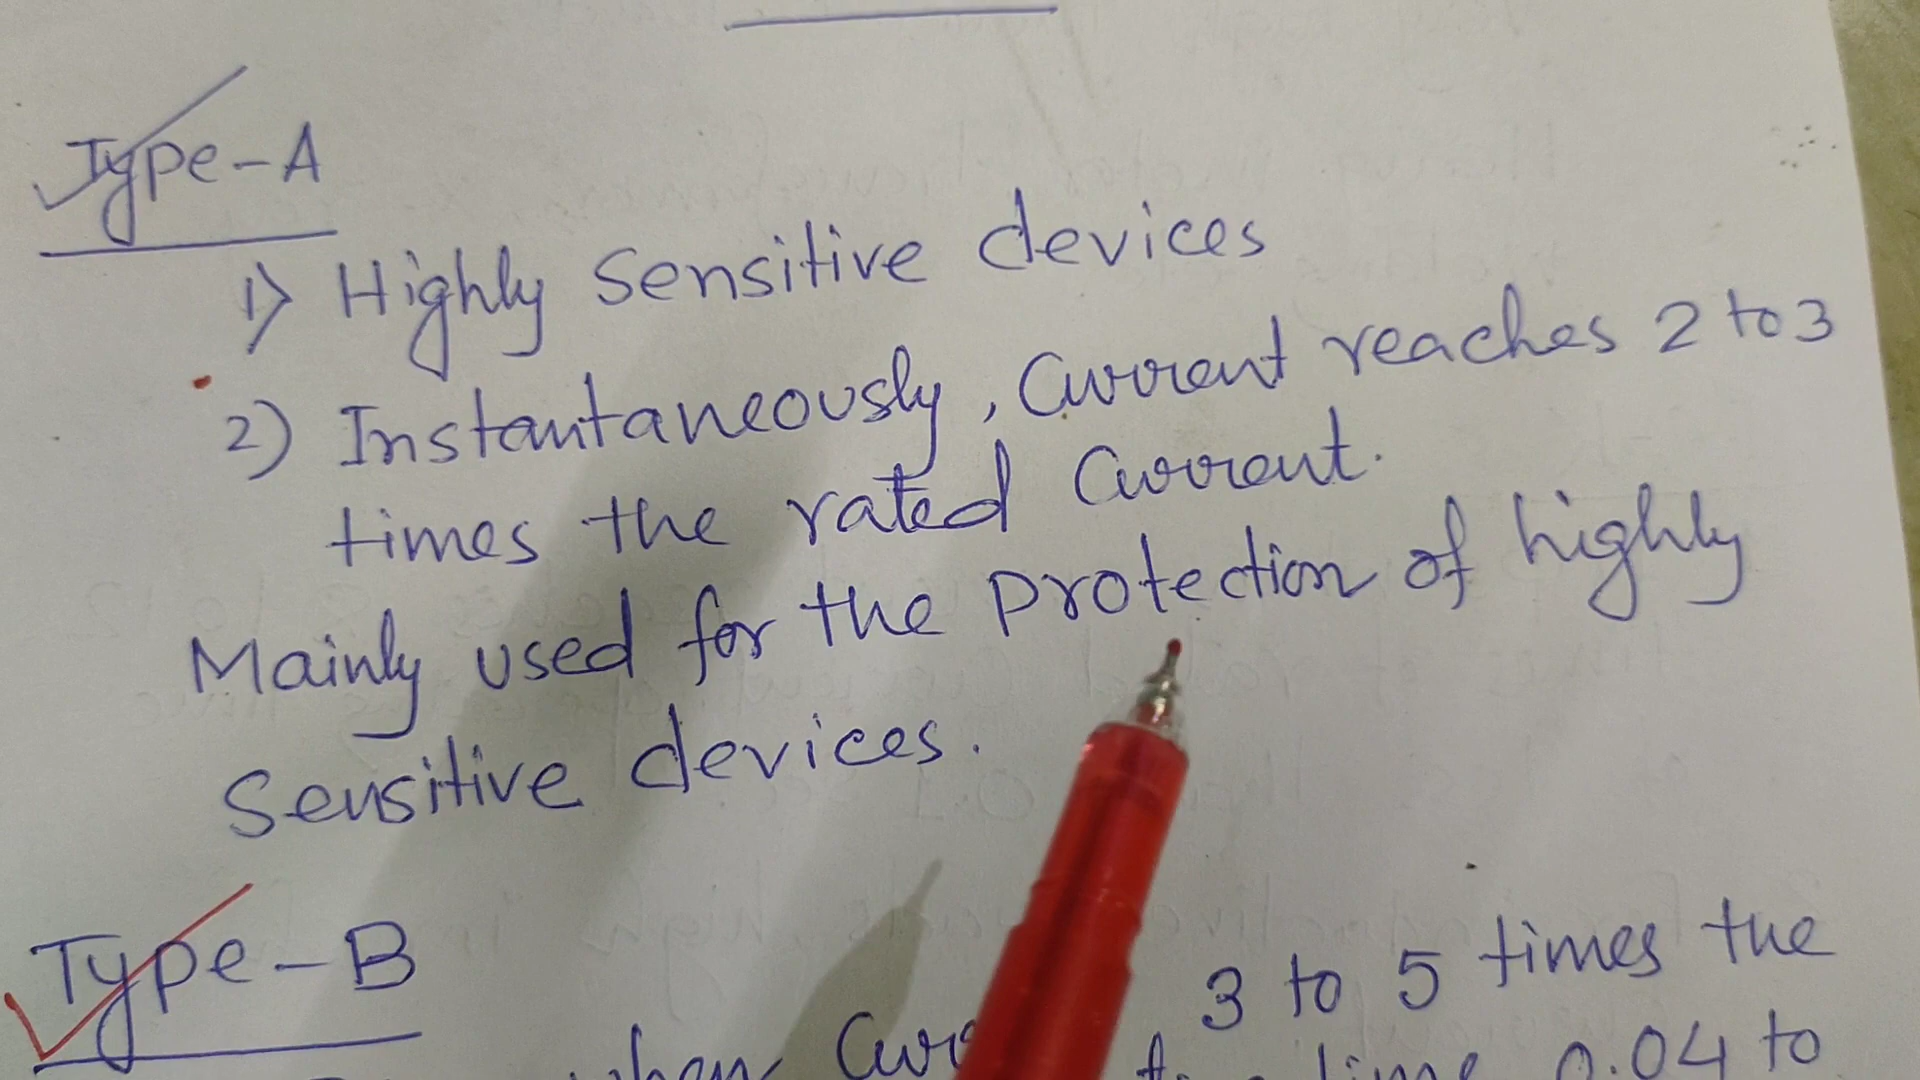 Type-A
1) Highly sensitive devices
2) Instantaneously, Current reaches 2 to 3
times the rated Current.
Mainly used for the protection of highly
Sensitive devices.
Type-B
3 to 5 times the
when 0.04 to